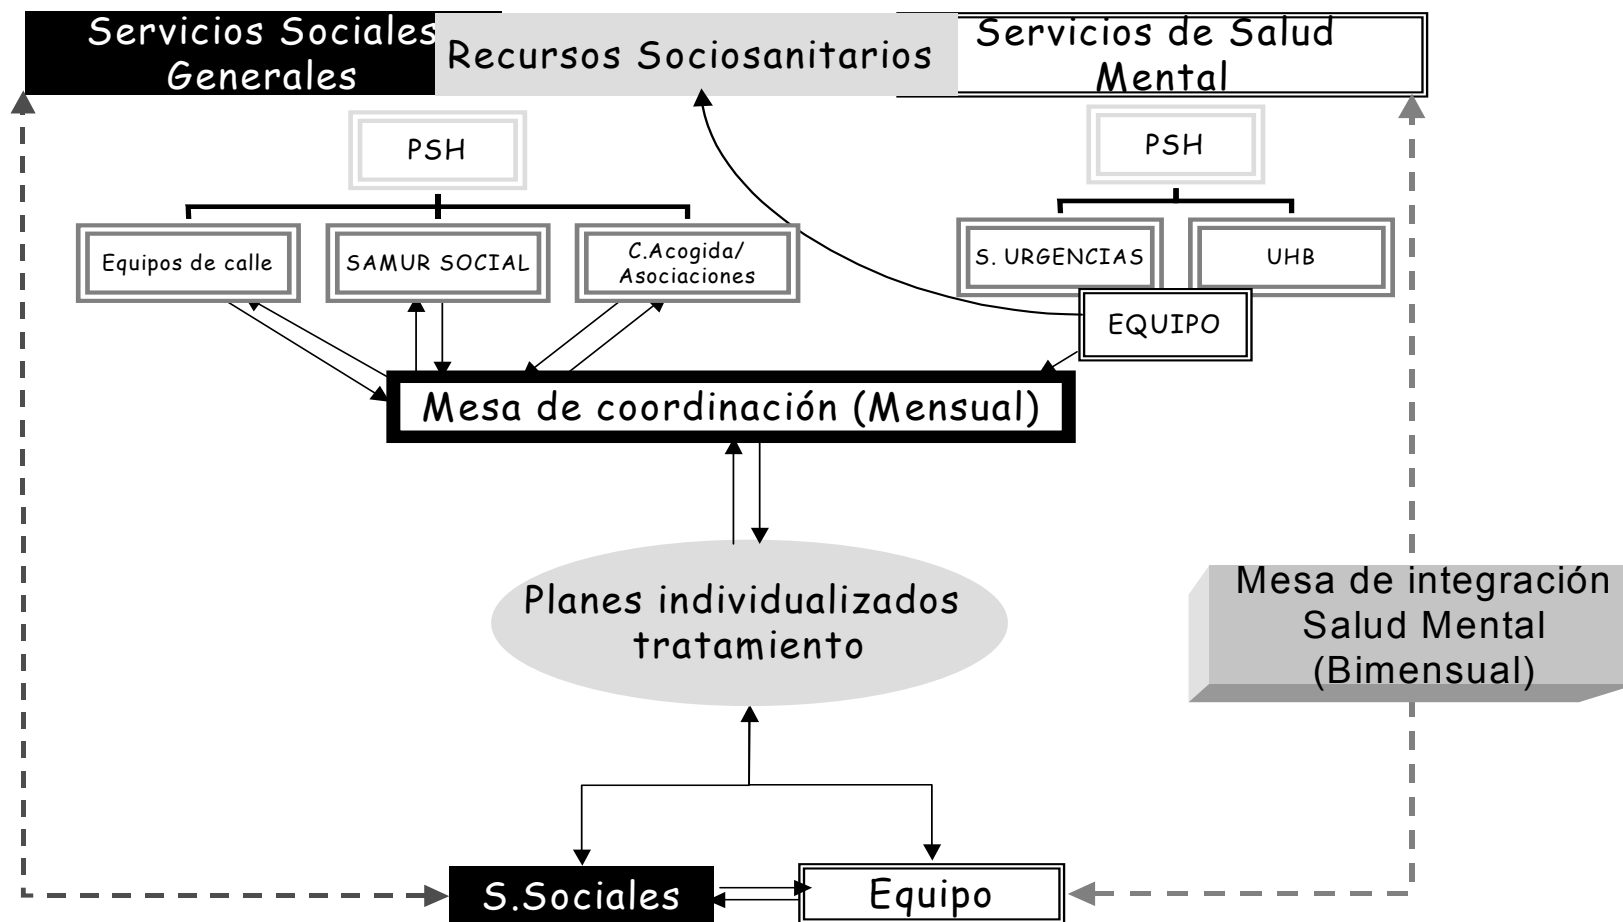 Servicios Sociales
Generales
Recursos Sociosanitarios
Servicios de Salud
Mental
PSH
PSH
Equipos de calle
SAMUR SOCIAL
C.Acogida/
Asociaciones
S. URGENCIAS
UHB
EQUIPO
Mesa de coordinación (Mensual)
Planes individualizados
tratamiento
Mesa de integración
Salud Mental
(Bimensual)
S.Sociales
Equipo